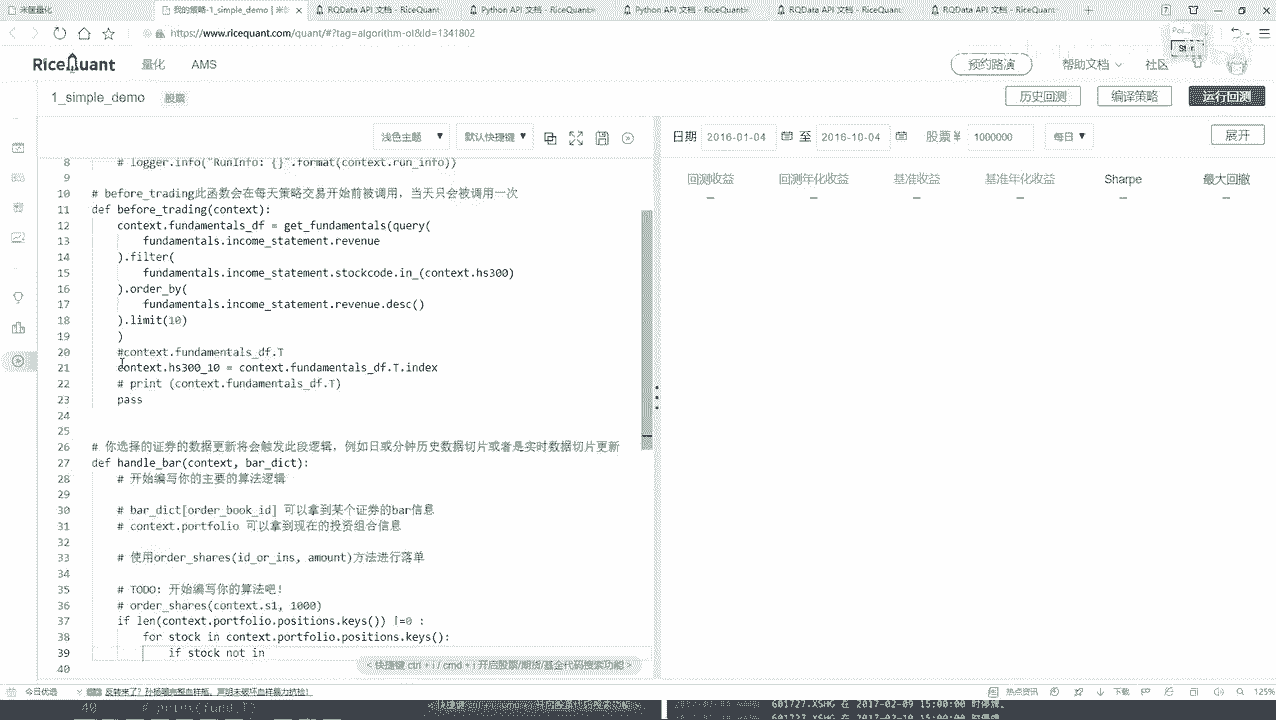 米匡量化
我的策略-1_simple_demo | 米
RQData API 文档 - RiceQuant
Python API 文档 - RiceQuant
Python API 文档 - RiceQuant
RQData API 文档 - RiceQuant
RQData API 文档 - RiceQuant
https://www.ricequant.com/quant/#?tag=algorithm-ol&id=1341802
RiceQuant
量化
AMS
预约路演
帮助文档
社区
1_simple_demo
股票
历史回测
编译策略
运行回测
浅色主题
默认快捷键
日期 2016-01-04 至 2016-10-04 股票 ¥ 1000000 每日
展开
回测收益 回测年化收益 基准收益 基准年化收益 Sharpe 最大回撤
— — — — — —
8 # logger.info("RunInfo: {}".format(context.run_info))
9
10 # before_trading此函数会在每天策略交易开始前被调用，当天只会被调用一次
11 def before_trading(context):
12 context.fundamentals_df = get_fundamentals(query(
13 fundamentals.income_statement.revenue
14 ).filter(
15 fundamentals.income_statement.stockcode.in_(context.hs300)
16 ).order_by(
17 fundamentals.income_statement.revenue.desc()
18 ).limit(10)
19 )
20 #context.fundamentals_df.T
21 context.hs300_10 = context.fundamentals_df.T.index
22 # print (context.fundamentals_df.T)
23 pass
24
25
26 # 你选择的证券的数据更新将会触发此段逻辑，例如日或分钟历史数据切片或者是实时数据切片更新
27 def handle_bar(context, bar_dict):
28 # 开始编写你的主要的算法逻辑
29
30 # bar_dict[order_book_id] 可以拿到某个证券的bar信息
31 # context.portfolio 可以拿到现在的投资组合信息
32
33 # 使用order_shares(id_or_ins, amount)方法进行落单
34
35 # TODO: 开始编写你的算法吧!
36 # order_shares(context.s1, 1000)
37 if len(context.portfolio.positions.keys()) !=0 :
38 for stock in context.portfolio.positions.keys():
39 if stock not in
40
< 快捷键 ctrl + i / cmd + i 开启股票/期货/基金代码搜索功能 >
今日优选
热点资讯
下载
125%
40 # print(fund.T)
601727.XSHG 在 2017-02-09 15:00:00 时停牌。